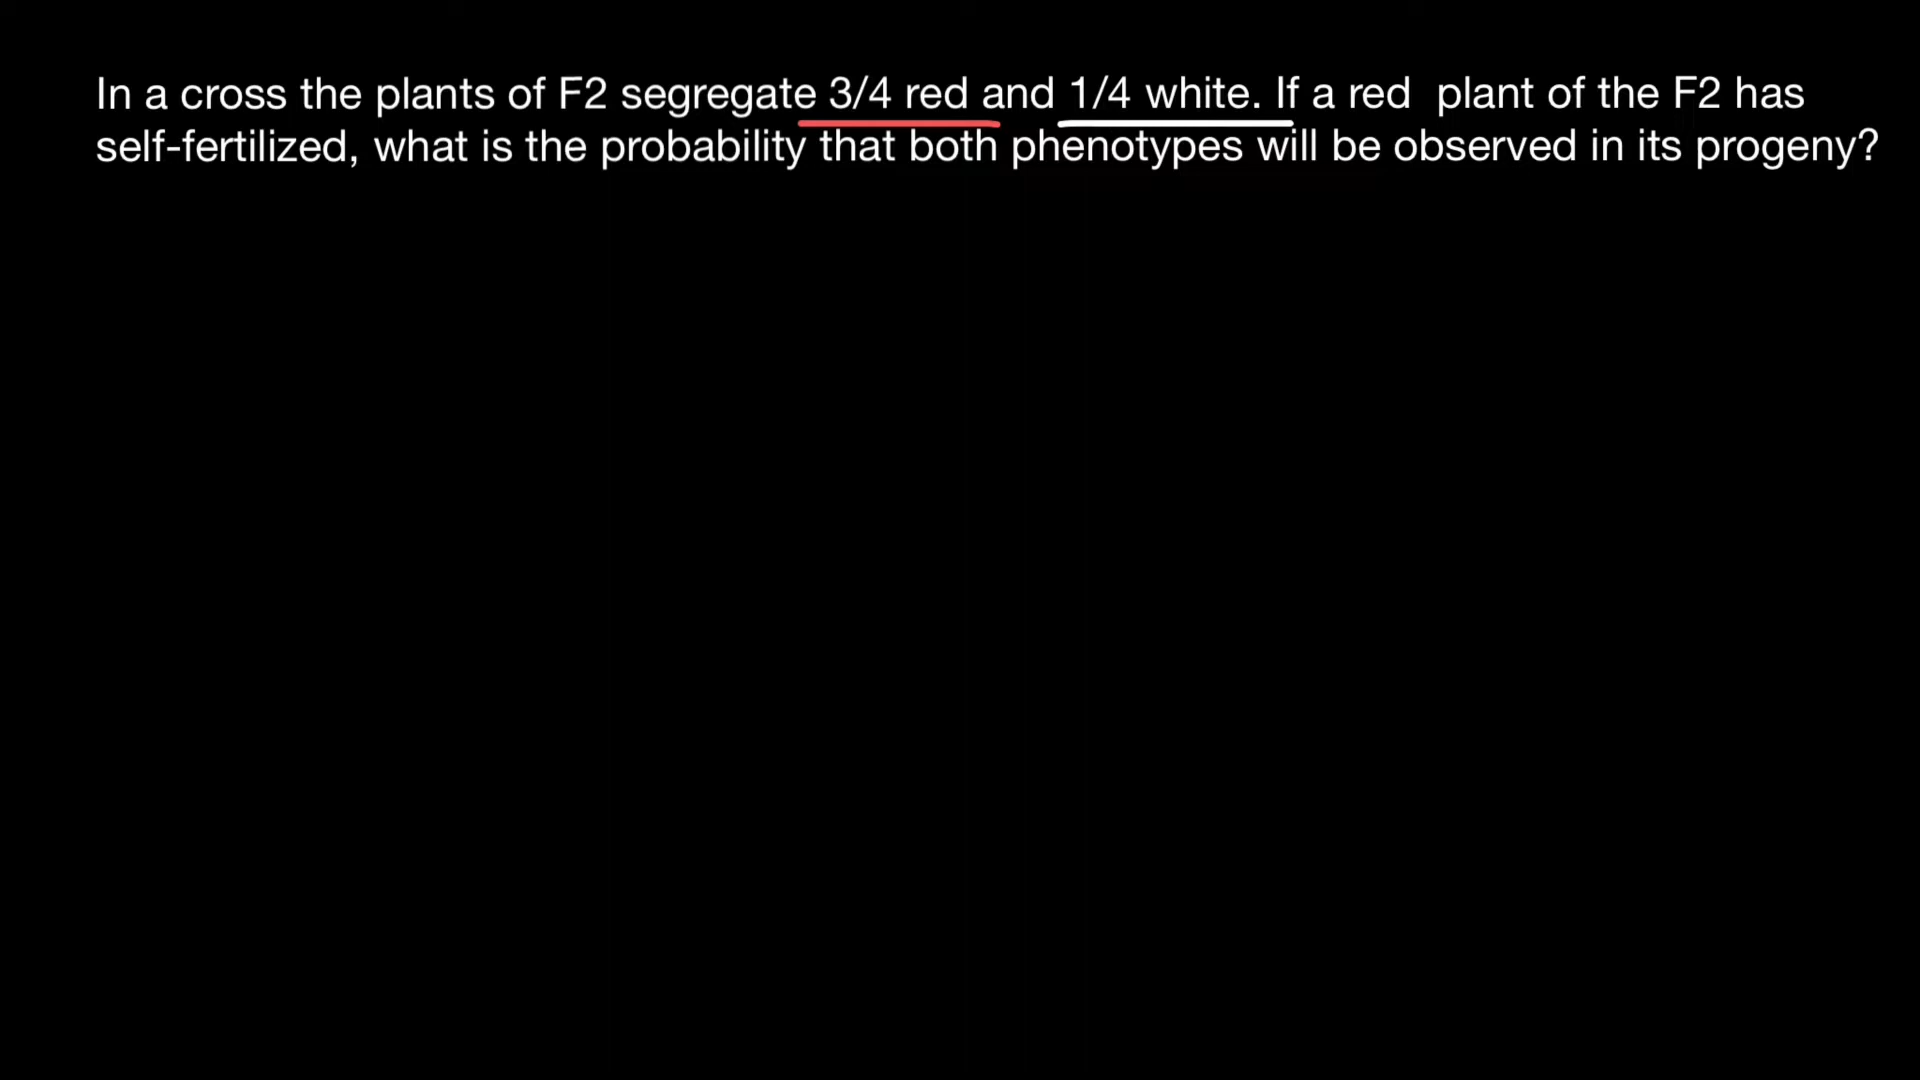 In a cross the plants of F2 segregate 3/4 red and 1/4 white. If a red  plant of the F2 has
self-fertilized, what is the probability that both phenotypes will be observed in its progeny?